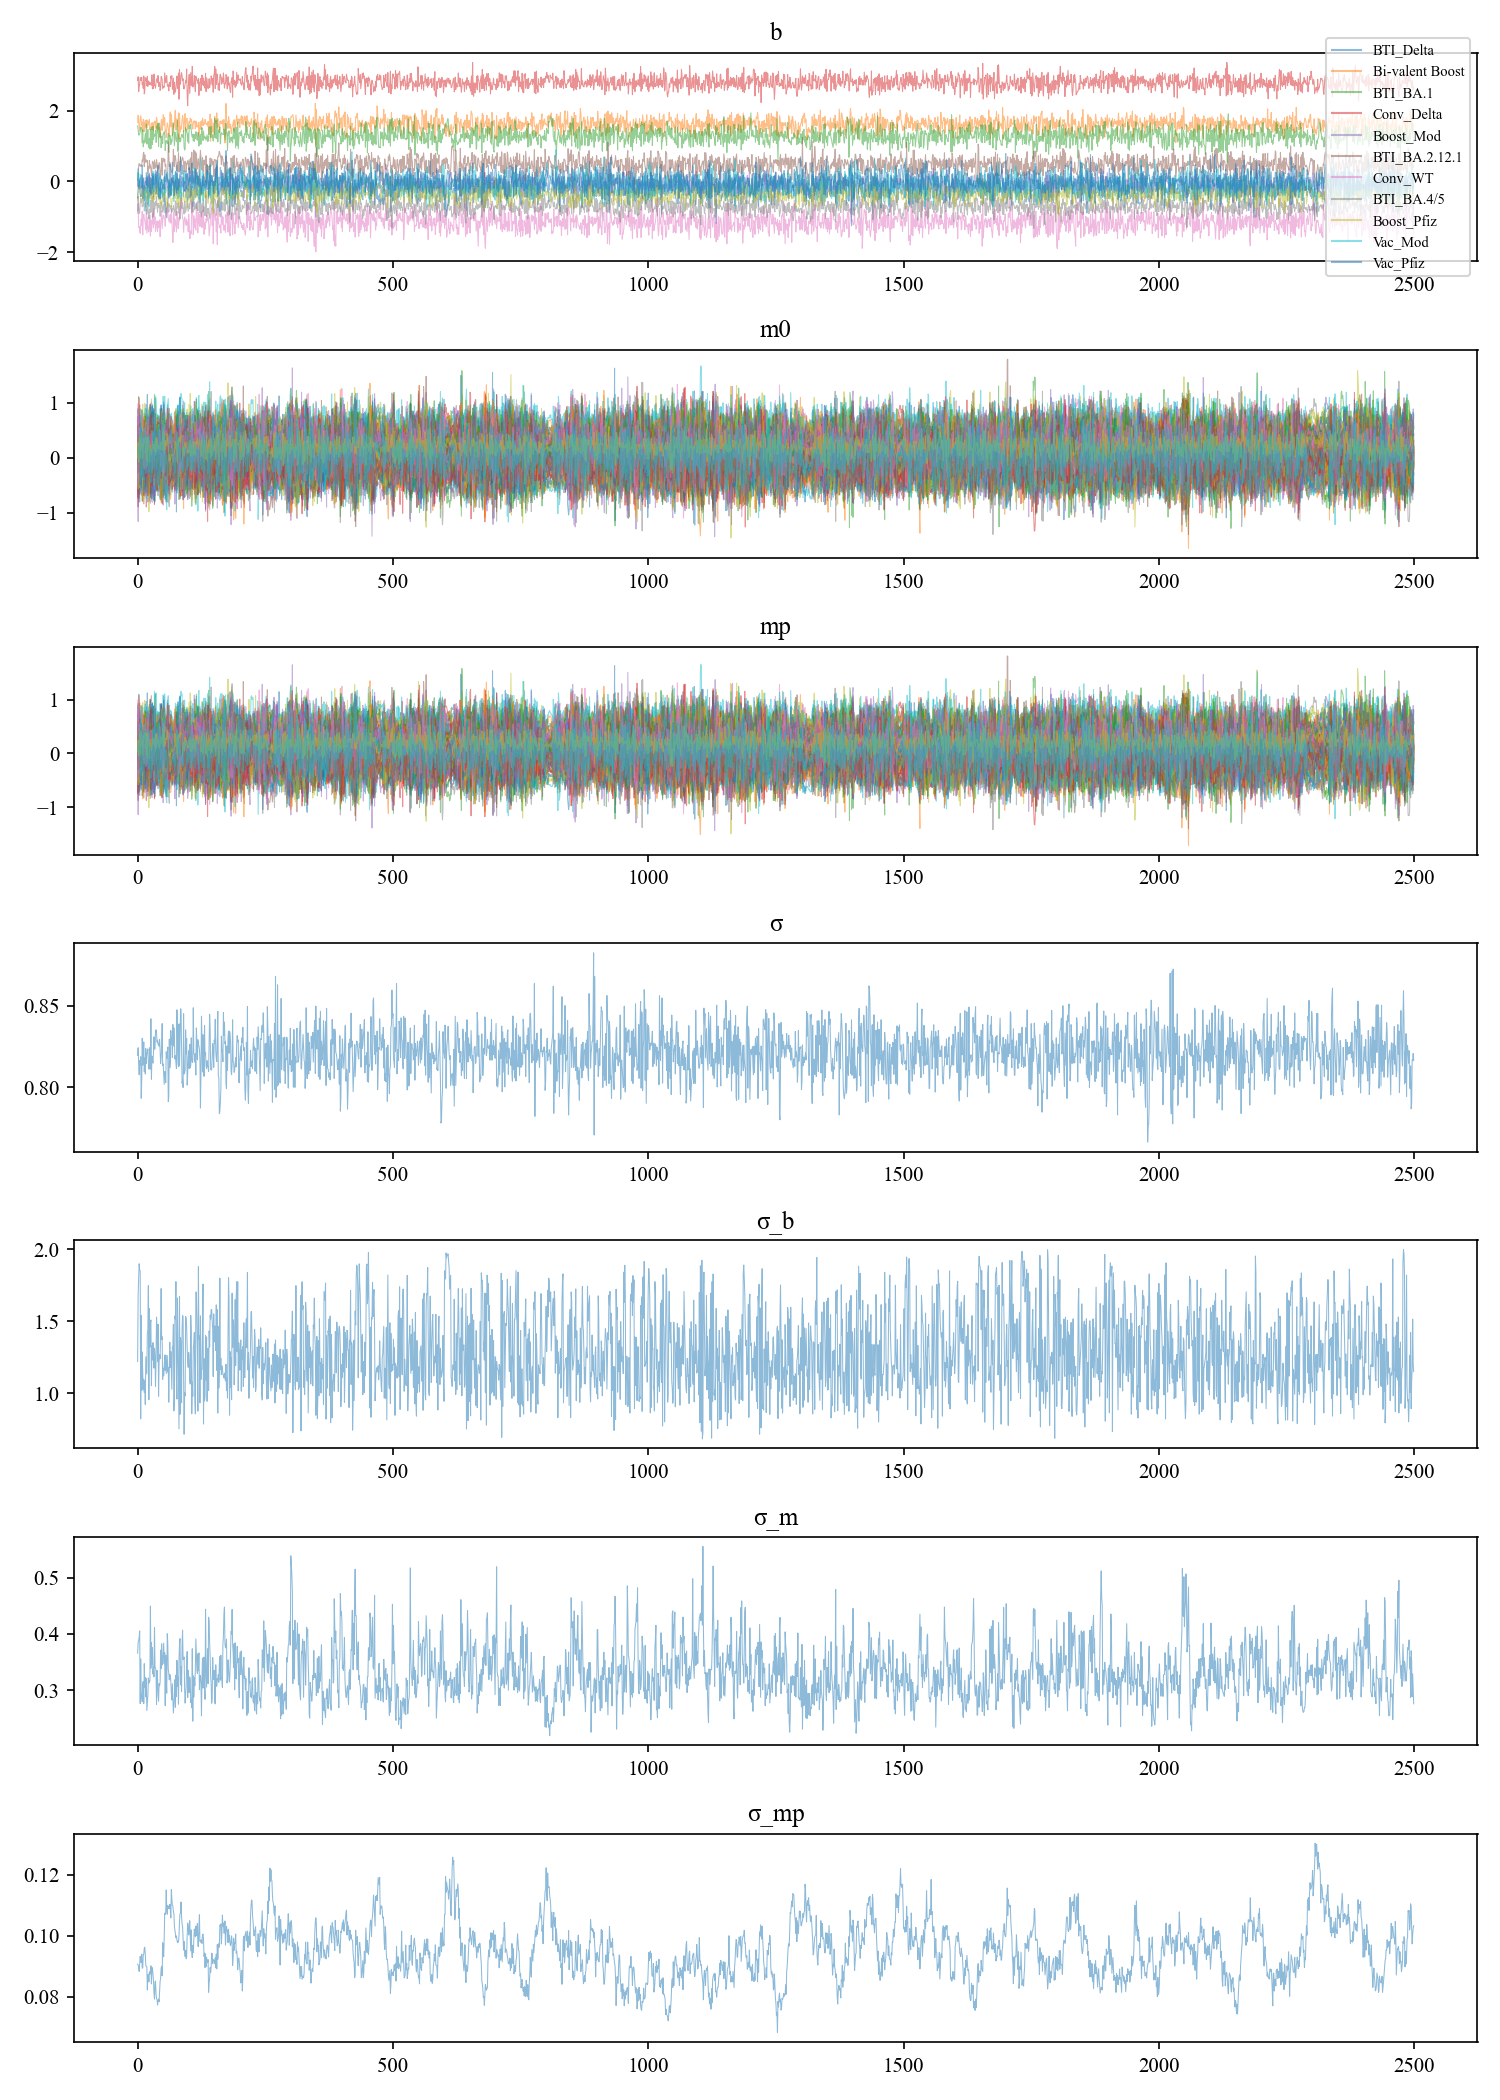 b
BTI_Delta
Bi-valent Boost
BTI_BA.1
Conv_Delta
Boost_Mod
BTI_BA.2.12.1
Conv_WT
BTI_BA.4/5
Boost_Pfiz
Vac_Mod
Vac_Pfiz
2
0
−2
0 500 1000 1500 2000 2500
m0
1
0
−1
0 500 1000 1500 2000 2500
mp
1
0
−1
0 500 1000 1500 2000 2500
σ
0.85
0.80
0 500 1000 1500 2000 2500
σ_b
2.0
1.5
1.0
0 500 1000 1500 2000 2500
σ_m
0.5
0.4
0.3
0 500 1000 1500 2000 2500
σ_mp
0.12
0.10
0.08
0 500 1000 1500 2000 2500